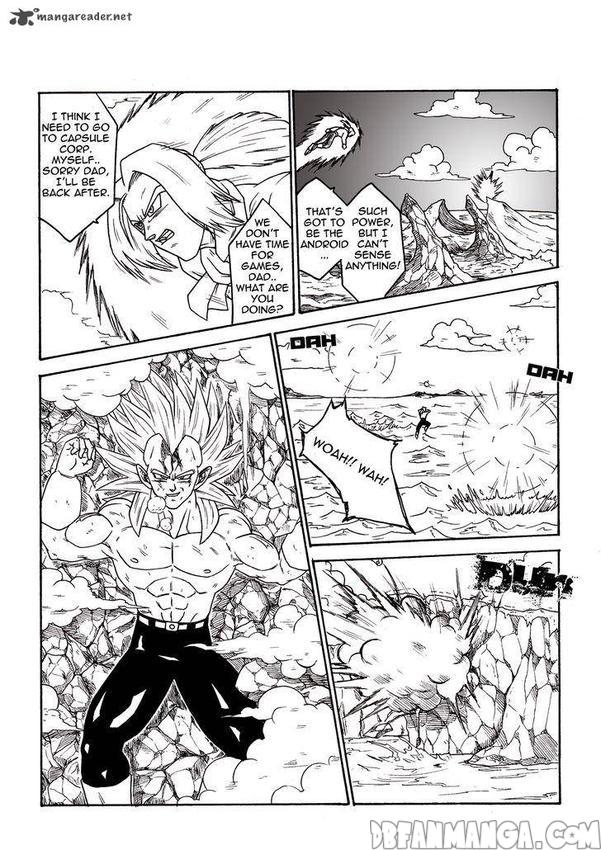 mangareader.net
I THINK I
NEED TO GO
TO CAPSULE
CORP.
MYSELF..
SORRY DAD,
I'LL BE
BACK AFTER.
WE
DON'T
HAVE TIME
FOR
GAMES,
DAD..
WHAT ARE
YOU
DOING?
SUCH
POWER,
BUT I
CAN'T
SENSE
ANYTHING!
THAT'S
GOT TO
BE THE
ANDROID
...
DAH
DAH
WOAH!! WAH!
DBFANMANGA.COM